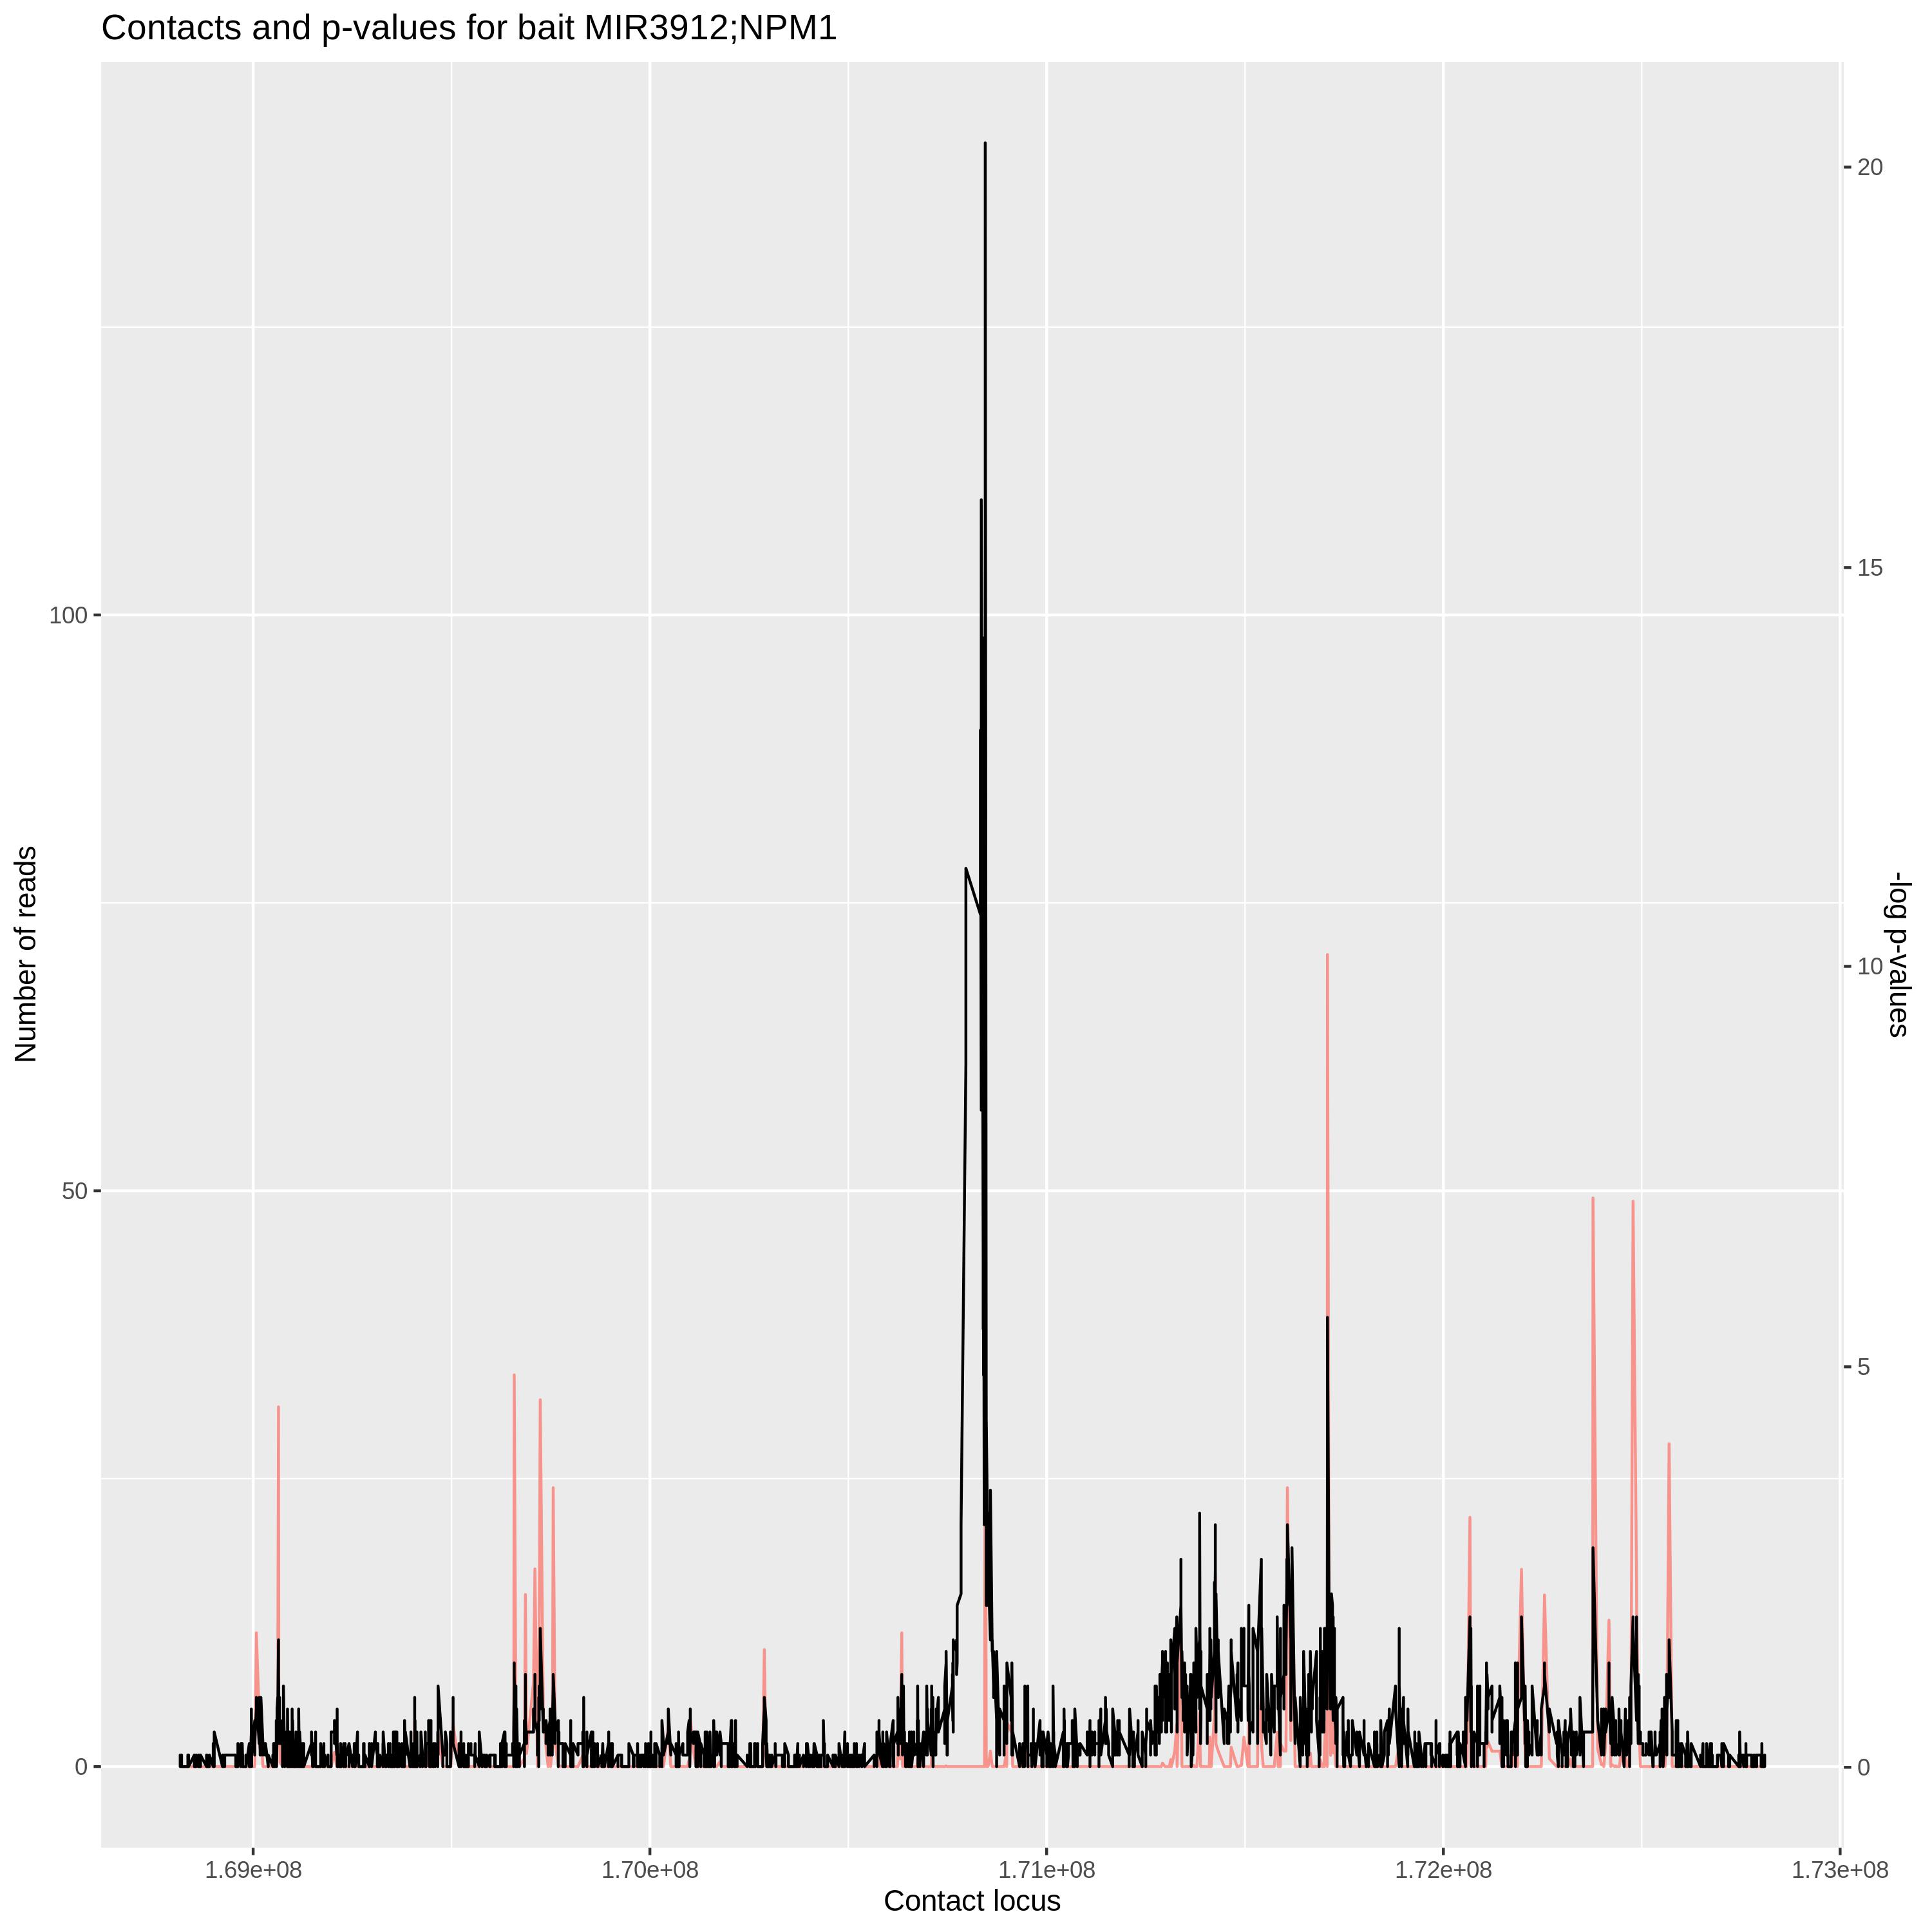 Contacts and p-values for bait MIR3912;NPM1
Number of reads
100
50
0
20
15
10
5
0
-log p-values
1.69e+08
1.70e+08
1.71e+08
1.72e+08
1.73e+08
Contact locus